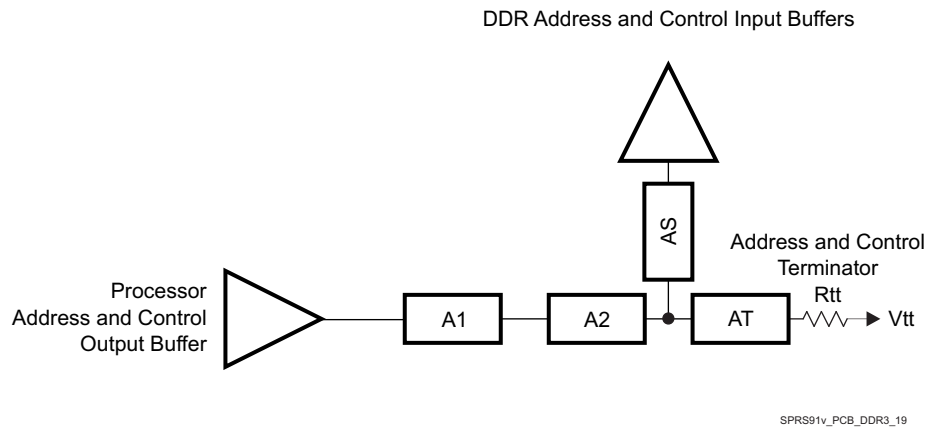 DDR Address and Control Input Buffers
AS
Address and Control
Terminator
Rtt
Processor
Address and Control
Output Buffer
A1
A2
AT
Vtt
SPRS91v_PCB_DDR3_19